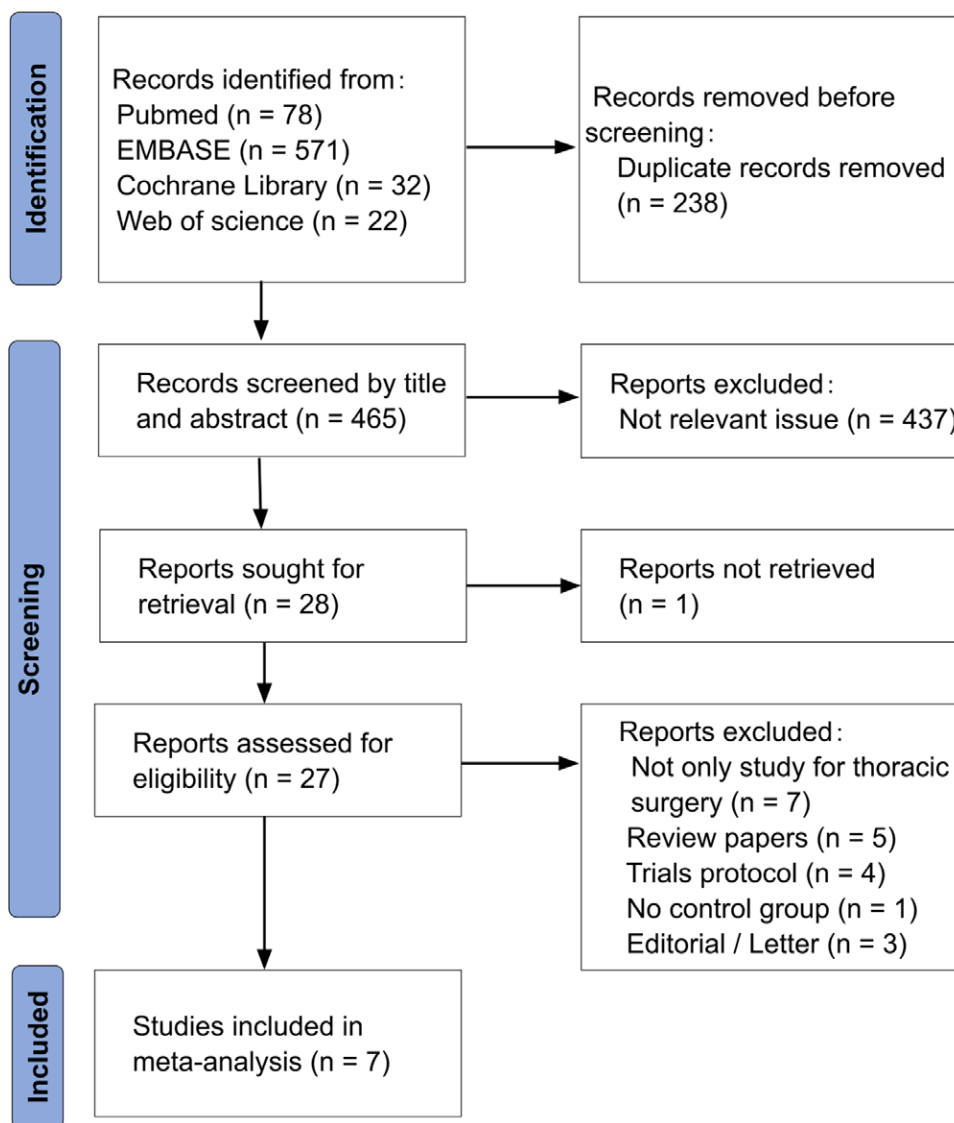 Identification
Records identified from:
Pubmed (n = 78)
EMBASE (n = 571)
Cochrane Library (n = 32)
Web of science (n = 22)
Records removed before
screening:
Duplicate records removed
(n = 238)
Screening
Records screened by title
and abstract (n = 465)
Reports excluded:
Not relevant issue (n = 437)
Reports sought for
retrieval (n = 28)
Reports not retrieved
(n = 1)
Reports assessed for
eligibility (n = 27)
Reports excluded:
Not only study for thoracic
surgery (n = 7)
Review papers (n = 5)
Trials protocol (n = 4)
No control group (n = 1)
Editorial / Letter (n = 3)
Included
Studies included in
meta-analysis (n = 7)